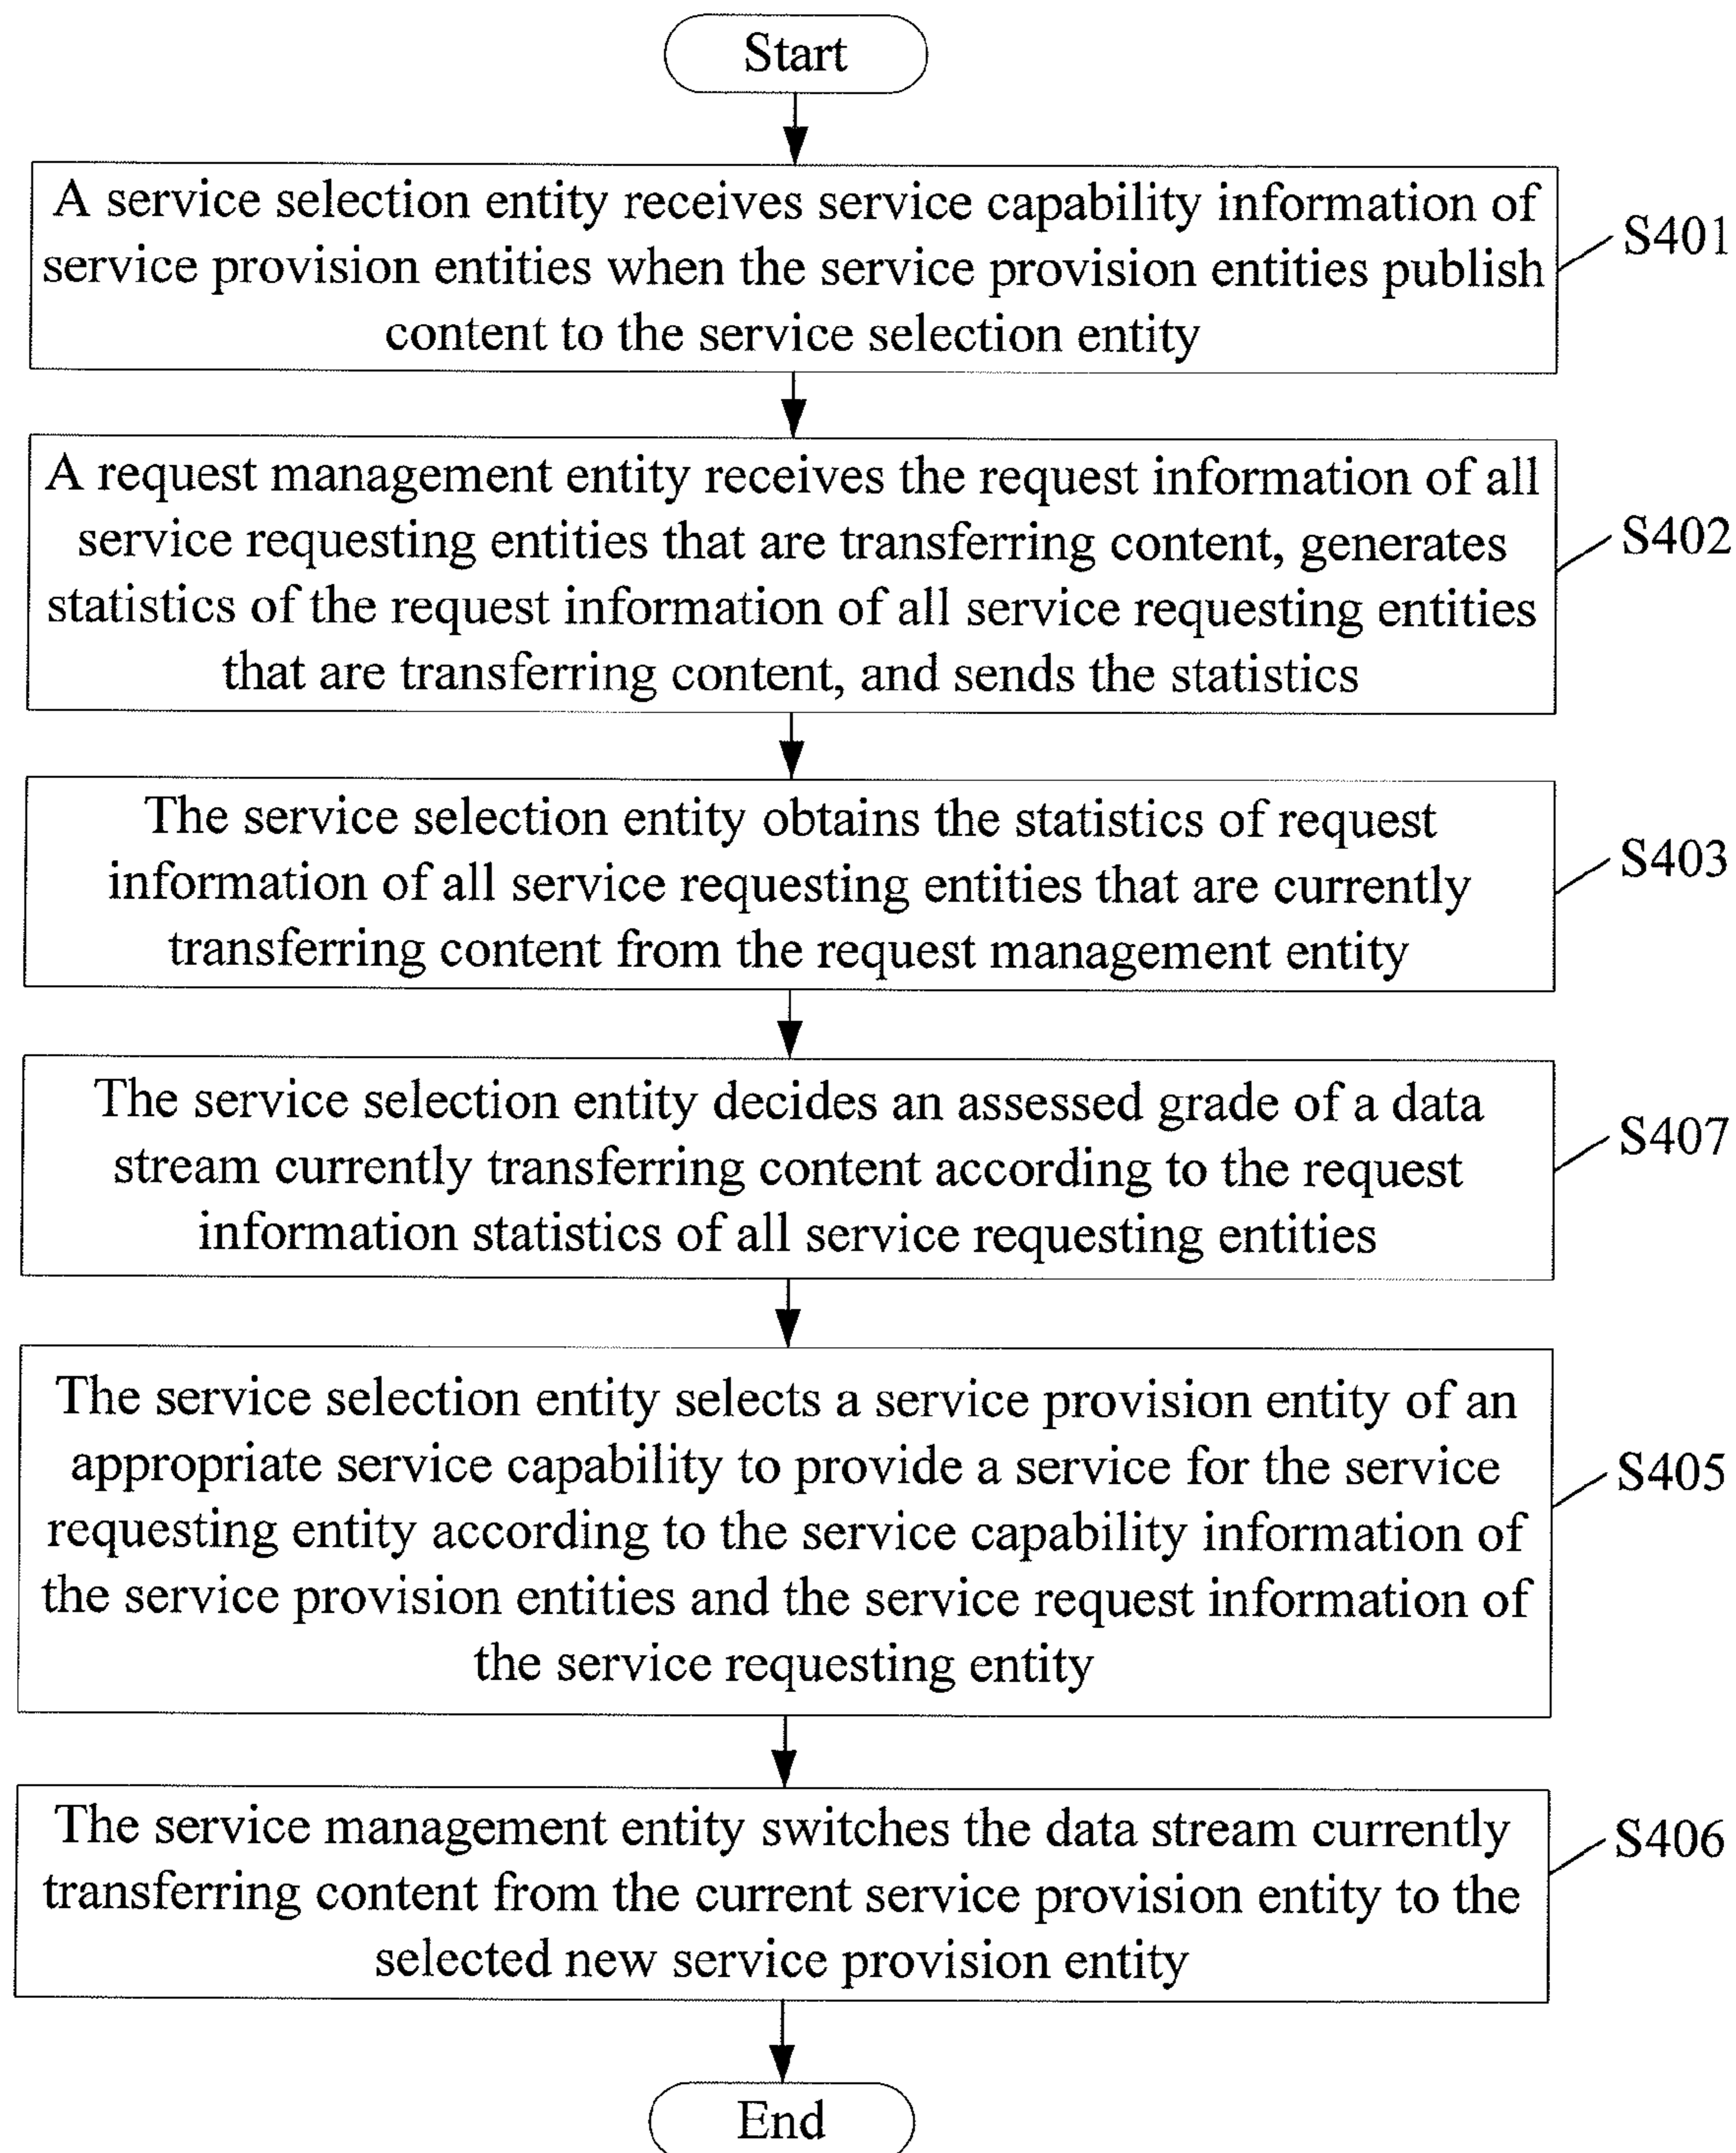 Start
A service selection entity receives service capability information of
service provision entities when the service provision entities publish
content to the service selection entity
S401
A request management entity receives the request information of all
service requesting entities that are transferring content, generates
statistics of the request information of all service requesting entities
that are transferring content, and sends the statistics
S402
The service selection entity obtains the statistics of request
information of all service requesting entities that are currently
transferring content from the request management entity
S403
The service selection entity decides an assessed grade of a data
stream currently transferring content according to the request
information statistics of all service requesting entities
S407
The service selection entity selects a service provision entity of an
appropriate service capability to provide a service for the service
requesting entity according to the service capability information of
the service provision entities and the service request information of
the service requesting entity
S405
The service management entity switches the data stream currently
transferring content from the current service provision entity to the
selected new service provision entity
S406
End